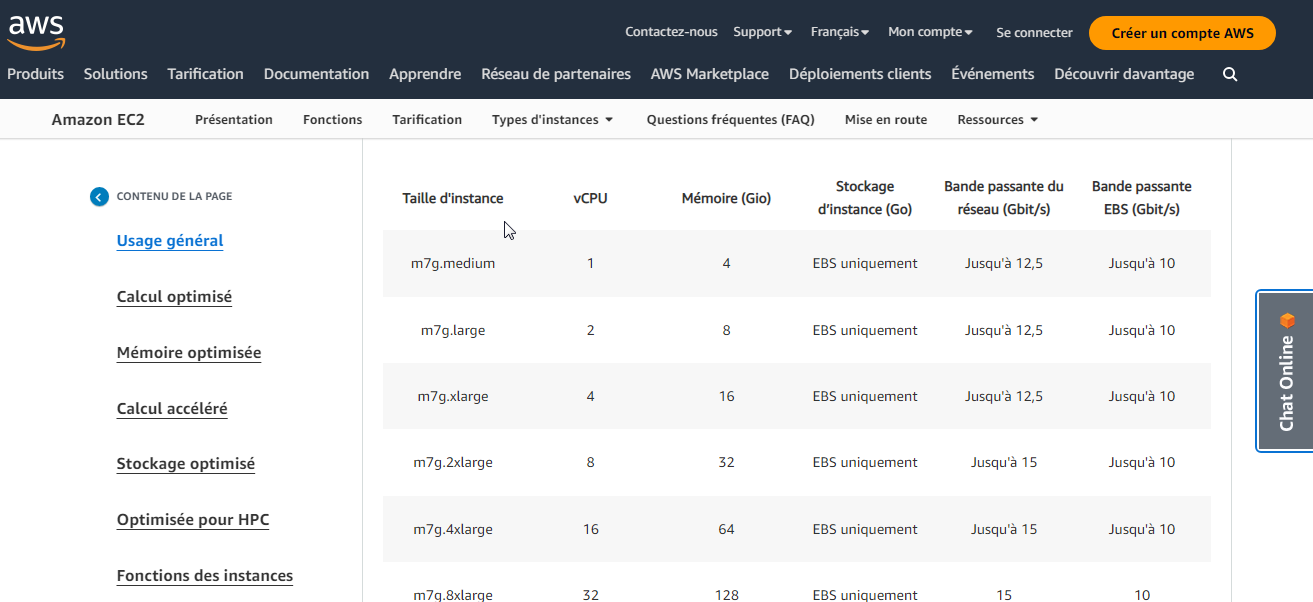 aws
Contactez-nous Support Français Mon compte Se connecter Créer un compte AWS
Produits Solutions Tarification Documentation Apprendre Réseau de partenaires AWS Marketplace Déploiements clients Événements Découvrir davantage
Amazon EC2 Présentation Fonctions Tarification Types d'instances Questions fréquentes (FAQ) Mise en route Ressources
CONTENU DE LA PAGE
Usage général
Calcul optimisé
Mémoire optimisée
Calcul accéléré
Stockage optimisé
Optimisée pour HPC
Fonctions des instances
Taille d'instance vCPU Mémoire (Gio) Stockage d’instance (Go) Bande passante du réseau (Gbit/s) Bande passante EBS (Gbit/s)
m7g.medium 1 4 EBS uniquement Jusqu'à 12,5 Jusqu'à 10
m7g.large 2 8 EBS uniquement Jusqu'à 12,5 Jusqu'à 10
m7g.xlarge 4 16 EBS uniquement Jusqu'à 12,5 Jusqu'à 10
m7g.2xlarge 8 32 EBS uniquement Jusqu'à 15 Jusqu'à 10
m7g.4xlarge 16 64 EBS uniquement Jusqu'à 15 Jusqu'à 10
m7g.8xlarge 32 128 EBS uniquement 15 10
Chat Online